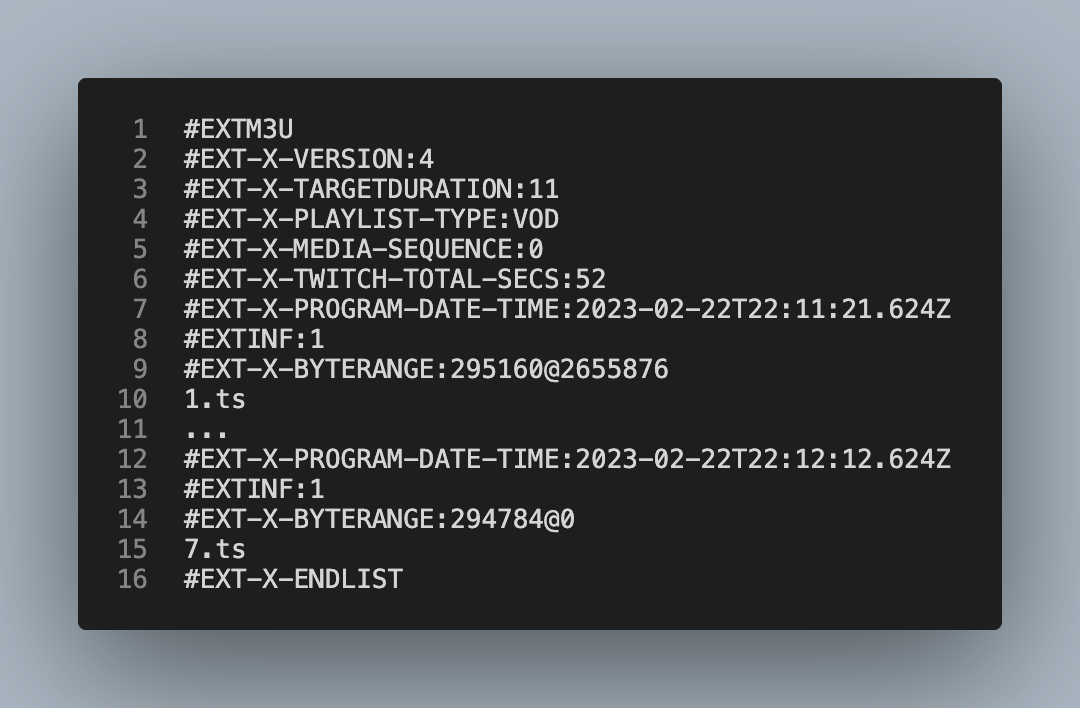 1 #EXTM3U
2 #EXT-X-VERSION:4
3 #EXT-X-TARGETDURATION:11
4 #EXT-X-PLAYLIST-TYPE:VOD
5 #EXT-X-MEDIA-SEQUENCE:0
6 #EXT-X-TWITCH-TOTAL-SECS:52
7 #EXT-X-PROGRAM-DATE-TIME:2023-02-22T22:11:21.624Z
8 #EXTINF:1
9 #EXT-X-BYTERANGE:295160@2655876
10 1.ts
11 ...
12 #EXT-X-PROGRAM-DATE-TIME:2023-02-22T22:12:12.624Z
13 #EXTINF:1
14 #EXT-X-BYTERANGE:294784@0
15 7.ts
16 #EXT-X-ENDLIST